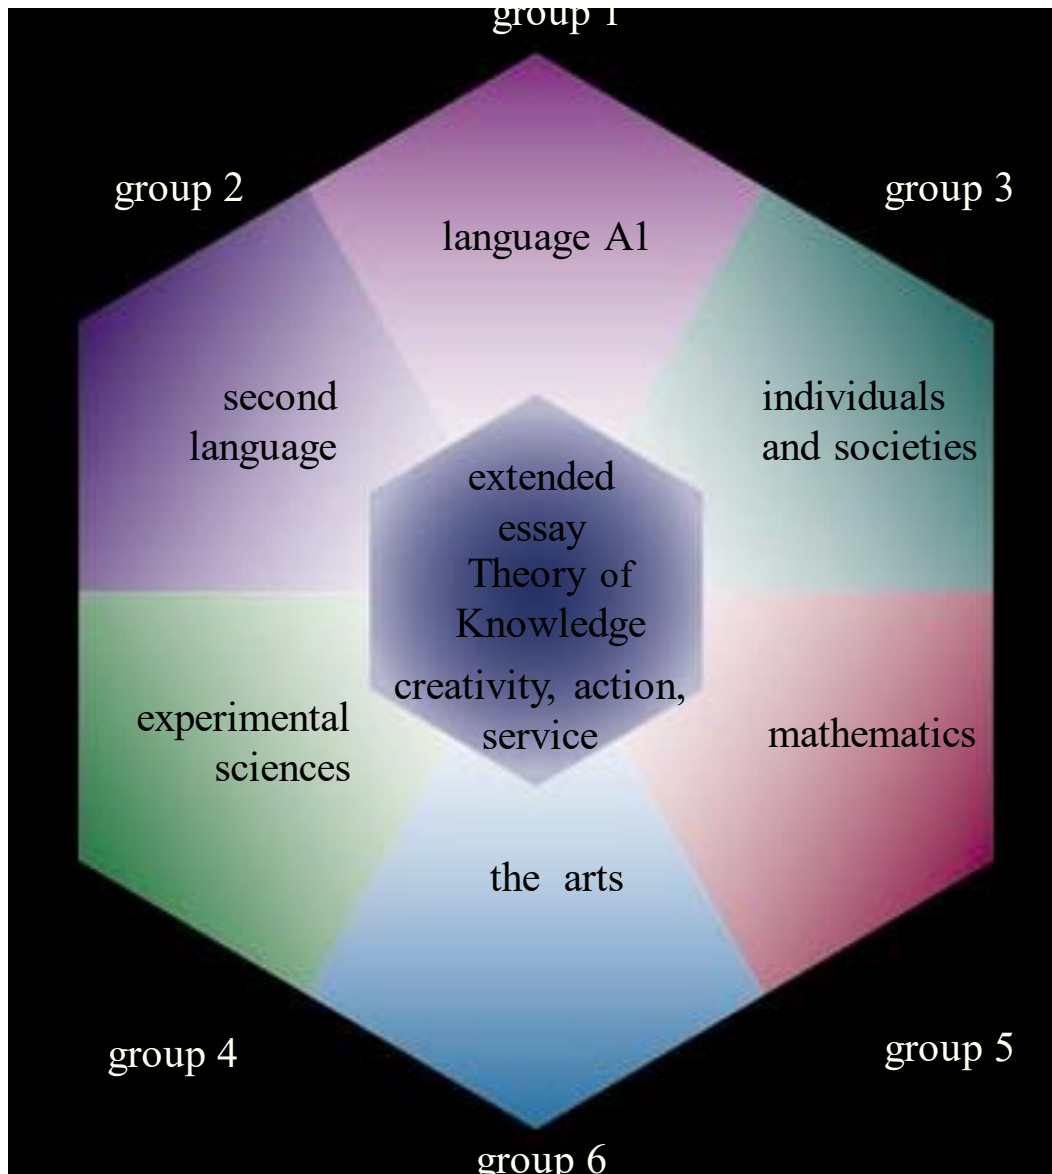 group 1
group 2
group 3
language A1
second
language
individuals
and societies
extended
essay
Theory of
Knowledge
creativity, action,
service
experimental
sciences
mathematics
the arts
group 4
group 5
group 6